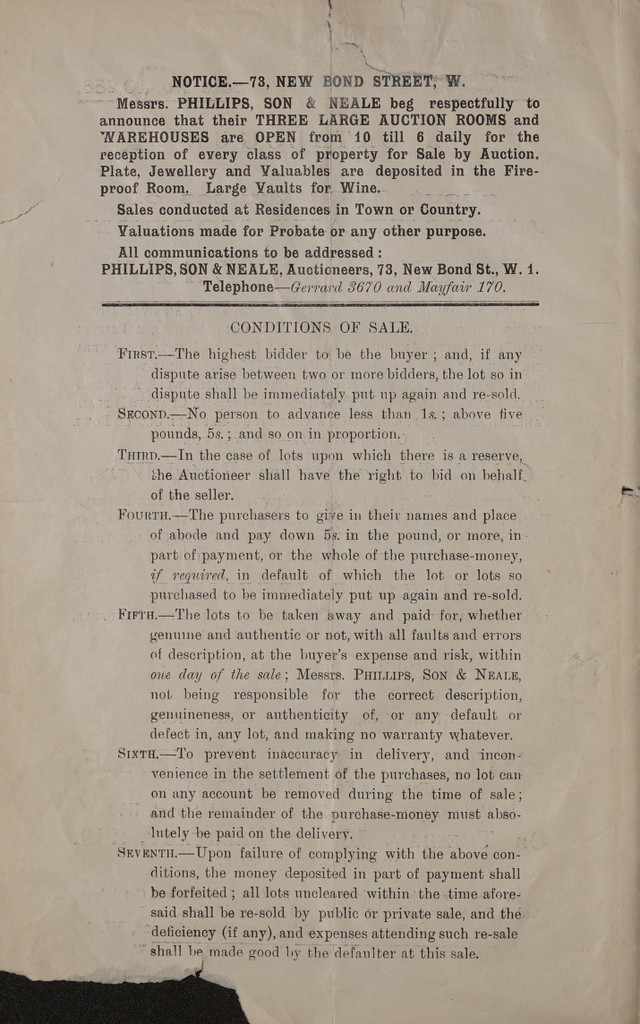 NOTICE.—73, NEW BOND STREET, W.
Messrs. PHILLIPS, SON & NEALE beg respectfully to
announce that their THREE LARGE AUCTION ROOMS and
WAREHOUSES are OPEN from 10 till 6 daily for the
reception of every class of property for Sale by Auction.
Plate, Jewellery and Valuables are deposited in the Fire-
proof Room. Large Vaults for Wine.
Sales conducted at Residences in Town or Country.
Valuations made for Probate or any other purpose.
All communications to be addressed :
PHILLIPS, SON & NEALE, Auctioneers, 73, New Bond St., W. 1.
Telephone—Gerrard 3670 and Mayfair 170.
CONDITIONS OF SALE.
FIRST.—The highest bidder to be the buyer ; and, if any
dispute arise between two or more bidders, the lot so in
dispute shall be immediately put up again and re-sold.
SECOND.—No person to advance less than 1s. ; above five
pounds, 5s. ; and so on in proportion.
THIRD.—In the case of lots upon which there is a reserve,
the Auctioneer shall have the right to bid on behalf
of the seller.
FOURTH.—The purchasers to give in their names and place
of abode and pay down 5s. in the pound, or more, in
part of payment, or the whole of the purchase-money,
if required, in default of which the lot or lots so
purchased to be immediately put up again and re-sold.
FIFTH.—The lots to be taken away and paid for, whether
genuine and authentic or not, with all faults and errors
of description, at the buyer's expense and risk, within
one day of the sale ; Messrs. PHILLIPS, SON & NEALE,
not being responsible for the correct description,
genuineness, or authenticity of, or any default or
defect in, any lot, and making no warranty whatever.
SIXTH.—To prevent inaccuracy in delivery, and incon-
venience in the settlement of the purchases, no lot can
on any account be removed during the time of sale ;
and the remainder of the purchase-money must abso-
lutely be paid on the delivery.
SEVENTH.—Upon failure of complying with the above con-
ditions, the money deposited in part of payment shall
be forfeited ; all lots uncleared within the time afore-
said shall be re-sold by public or private sale, and the
deficiency (if any), and expenses attending such re-sale
shall be made good by the defaulter at this sale.